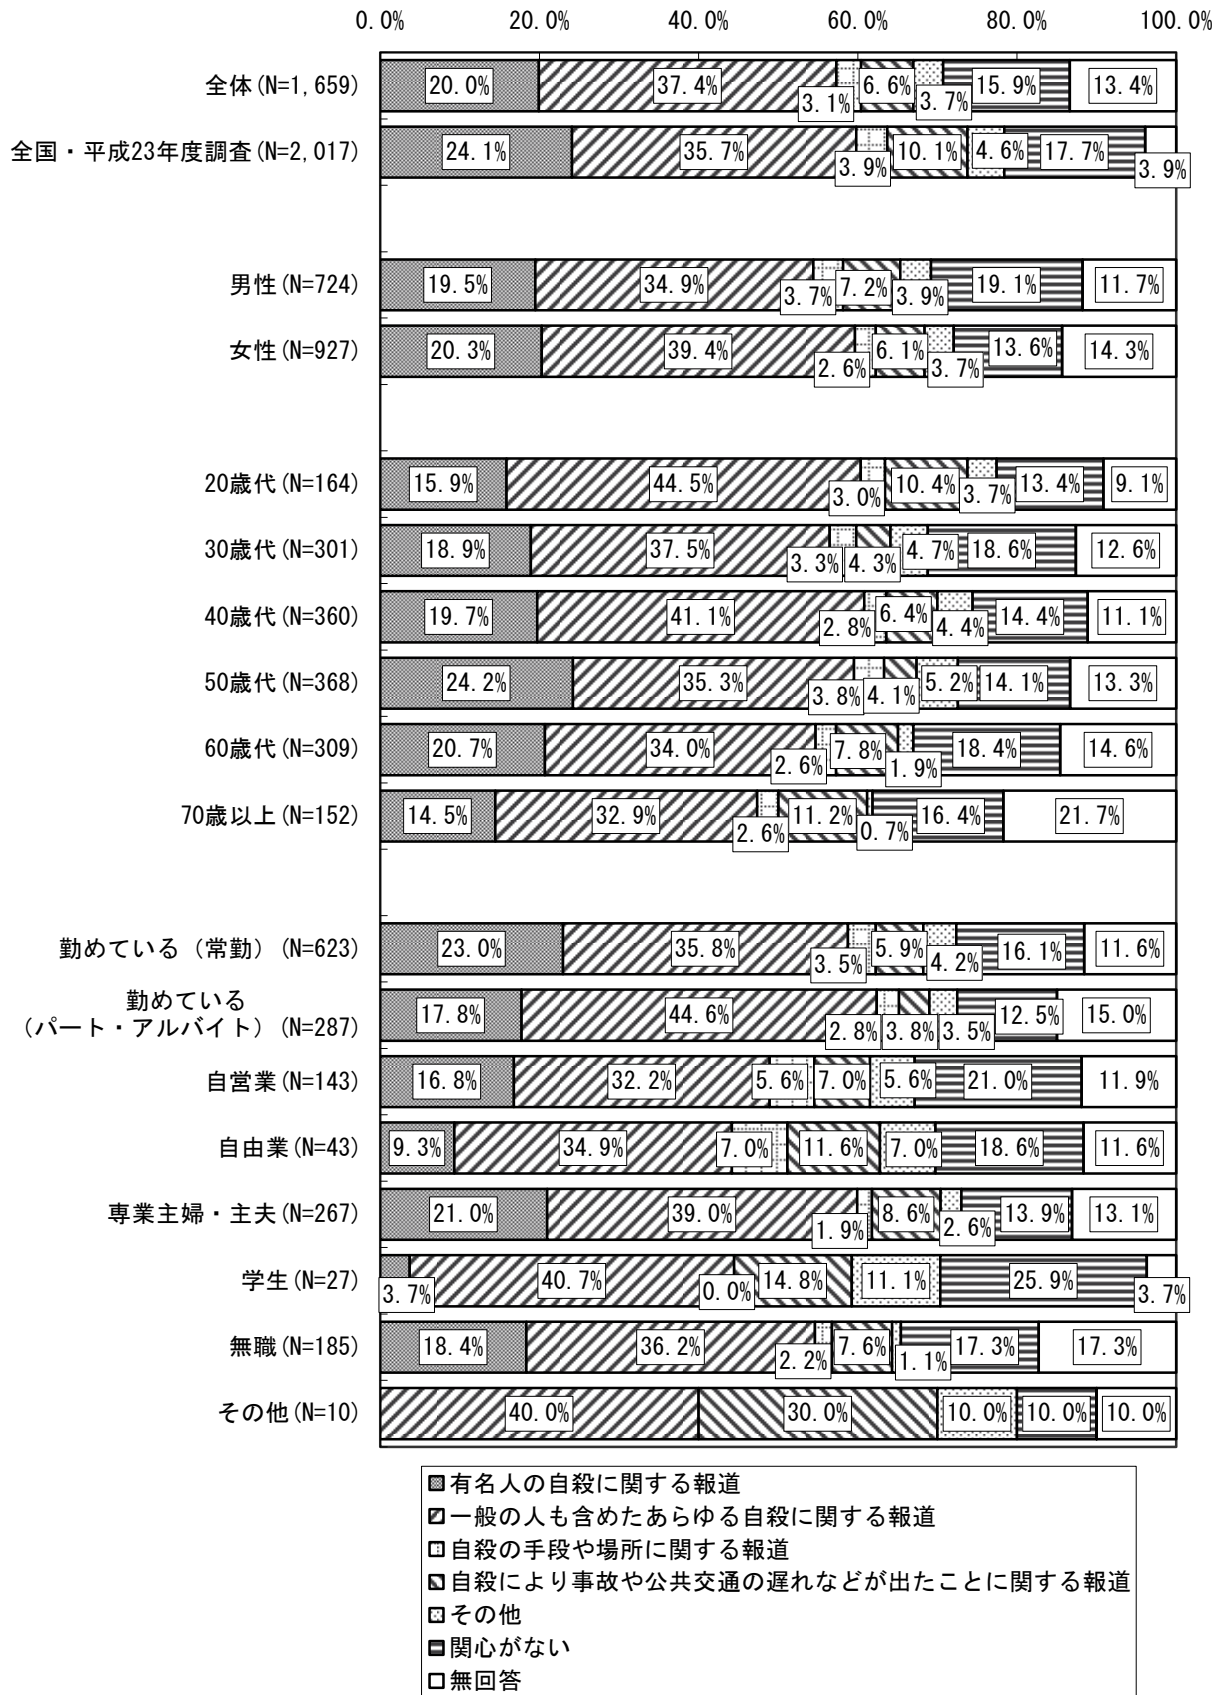 0.0% 20.0% 40.0% 60.0% 80.0% 100.0%
全体(N=1,659) 20.0% 37.4% 3.1% 6.6% 3.7% 15.9% 13.4%
全国・平成23年度調査(N=2,017) 24.1% 35.7% 3.9% 10.1% 4.6% 17.7% 3.9%
男性(N=724) 19.5% 34.9% 3.7% 7.2% 3.9% 19.1% 11.7%
女性(N=927) 20.3% 39.4% 2.6% 6.1% 3.7% 13.6% 14.3%
20歳代(N=164) 15.9% 44.5% 3.0% 10.4% 3.7% 13.4% 9.1%
30歳代(N=301) 18.9% 37.5% 3.3% 4.3% 4.7% 18.6% 12.6%
40歳代(N=360) 19.7% 41.1% 2.8% 6.4% 4.4% 14.4% 11.1%
50歳代(N=368) 24.2% 35.3% 3.8% 4.1% 5.2% 14.1% 13.3%
60歳代(N=309) 20.7% 34.0% 2.6% 7.8% 1.9% 18.4% 14.6%
70歳以上(N=152) 14.5% 32.9% 2.6% 11.2% 0.7% 16.4% 21.7%
勤めている（常勤）(N=623) 23.0% 35.8% 3.5% 5.9% 4.2% 16.1% 11.6%
勤めている
（パート・アルバイト）(N=287) 17.8% 44.6% 2.8% 3.8% 3.5% 12.5% 15.0%
自営業(N=143) 16.8% 32.2% 5.6% 7.0% 5.6% 21.0% 11.9%
自由業(N=43) 9.3% 34.9% 7.0% 11.6% 7.0% 18.6% 11.6%
専業主婦・主夫(N=267) 21.0% 39.0% 1.9% 8.6% 2.6% 13.9% 13.1%
学生(N=27) 3.7% 40.7% 0.0% 14.8% 11.1% 25.9% 3.7%
無職(N=185) 18.4% 36.2% 2.2% 7.6% 1.1% 17.3% 17.3%
その他(N=10) 40.0% 30.0% 10.0% 10.0% 10.0%
有名人の自殺に関する報道
一般の人も含めたあらゆる自殺に関する報道
自殺の手段や場所に関する報道
自殺により事故や公共交通の遅れなどが出たことに関する報道
その他
関心がない
無回答